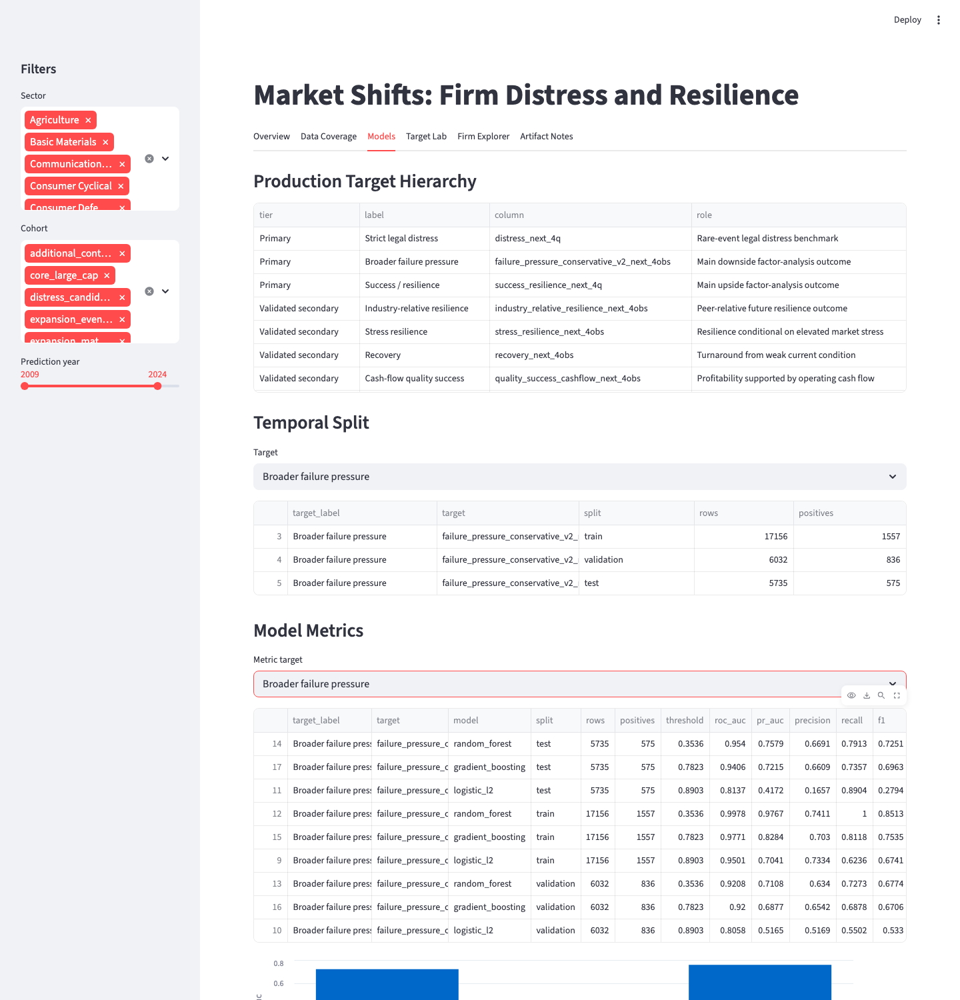 Deploy
Filters
Sector
Agriculture
Basic Materials
Communication...
Consumer Cyclical
Consumer Defe...
Cohort
additional_cont...
core_large_cap
distress_candid...
expansion_even...
expansion_mat...
Prediction year
2009 2024
Market Shifts: Firm Distress and Resilience
Overview Data Coverage Models Target Lab Firm Explorer Artifact Notes
Production Target Hierarchy
tier label column role
Primary Strict legal distress distress_next_4q Rare-event legal distress benchmark
Primary Broader failure pressure failure_pressure_conservative_v2_next_4obs Main downside factor-analysis outcome
Primary Success / resilience success_resilience_next_4q Main upside factor-analysis outcome
Validated secondary Industry-relative resilience industry_relative_resilience_next_4obs Peer-relative future resilience outcome
Validated secondary Stress resilience stress_resilience_next_4obs Resilience conditional on elevated market stress
Validated secondary Recovery recovery_next_4obs Turnaround from weak current condition
Validated secondary Cash-flow quality success quality_success_cashflow_next_4obs Profitability supported by operating cash flow
Temporal Split
Target
Broader failure pressure
target_label target split rows positives
3 Broader failure pressure failure_pressure_conservative_v2_ train 17156 1557
4 Broader failure pressure failure_pressure_conservative_v2_ validation 6032 836
5 Broader failure pressure failure_pressure_conservative_v2_ test 5735 575
Model Metrics
Metric target
Broader failure pressure
target_label target model split rows positives threshold roc_auc pr_auc precision recall f1
14 Broader failure press failure_pressure_c random_forest test 5735 575 0.3536 0.954 0.7579 0.6691 0.7913 0.7251
17 Broader failure press failure_pressure_c gradient_boosting test 5735 575 0.7823 0.9406 0.7215 0.6609 0.7357 0.6963
11 Broader failure press failure_pressure_c logistic_l2 test 5735 575 0.8903 0.8137 0.4172 0.1657 0.8904 0.2794
12 Broader failure press failure_pressure_c random_forest train 17156 1557 0.3536 0.9978 0.9767 0.7411 1 0.8513
15 Broader failure press failure_pressure_c gradient_boosting train 17156 1557 0.7823 0.9771 0.8284 0.703 0.8118 0.7535
9 Broader failure press failure_pressure_c logistic_l2 train 17156 1557 0.8903 0.9501 0.7041 0.7334 0.6236 0.6741
13 Broader failure press failure_pressure_c random_forest validation 6032 836 0.3536 0.9208 0.7108 0.634 0.7273 0.6774
16 Broader failure press failure_pressure_c gradient_boosting validation 6032 836 0.7823 0.92 0.6877 0.6542 0.6878 0.6706
10 Broader failure press failure_pressure_c logistic_l2 validation 6032 836 0.8903 0.8058 0.5165 0.5169 0.5502 0.533
0.8
0.6